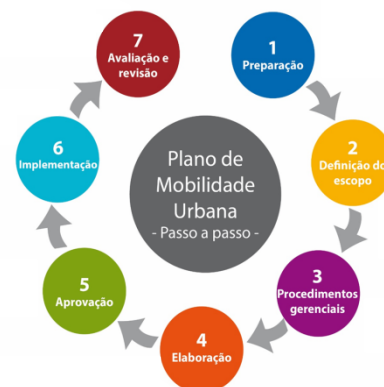 Plano de
Mobilidade
Urbana
- Passo a passo -
1
Preparação
2
Definição do
escopo
3
Procedimentos
gerenciais
4
Elaboração
5
Aprovação
6
Implementação
7
Avaliação e
revisão